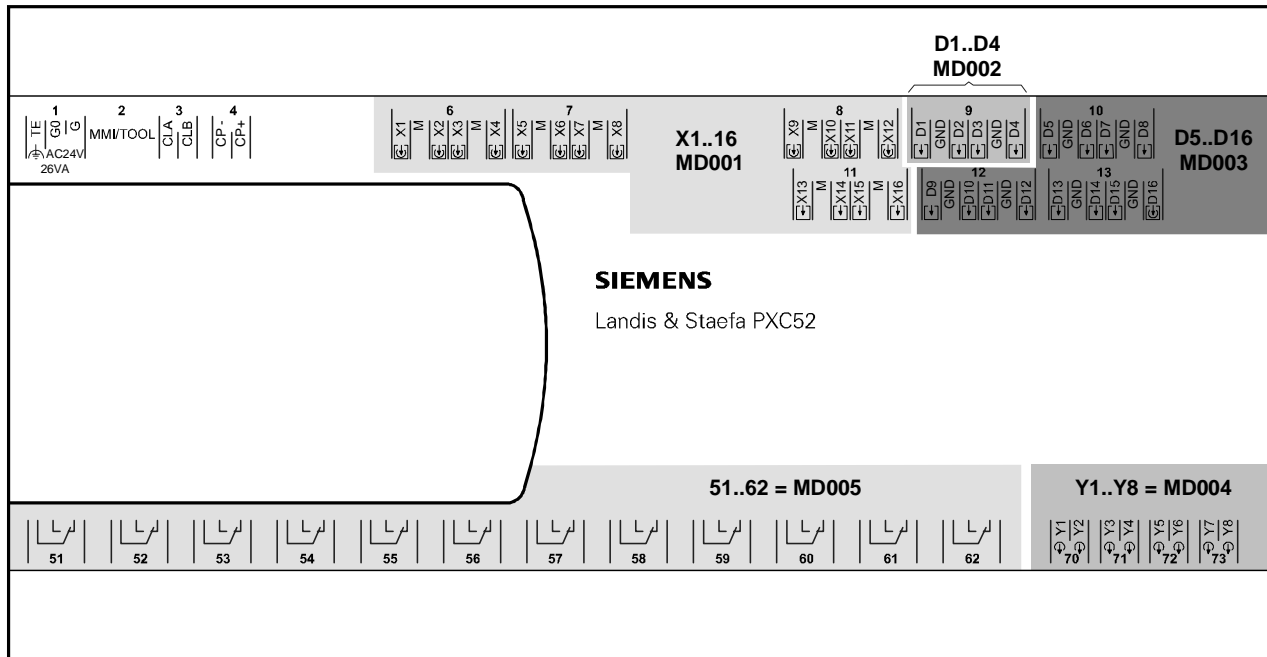 D1..D4
MD002
1 2 3 4 6 7 8 9 10
TE G0 G MMI/TOOL CLA CLB CP- CP+ X1 M X2 X3 M X4 X5 M X6 X7 M X8 X9 M X10 X11 M X12 D1 GND D2 D3 GND D4 D5 GND D6 D7 GND D8
AC24V
26VA
X1..16
MD001
D5..D16
MD003
11 12 13
X13 M X14 X15 M X16 D9 GND D10 D11 GND D12 D13 GND D14 D15 GND D16
SIEMENS
Landis & Staefa PXC52
51..62 = MD005 Y1..Y8 = MD004
Y1 Y2 Y3 Y4 Y5 Y6 Y7 Y8
51 52 53 54 55 56 57 58 59 60 61 62 70 71 72 73